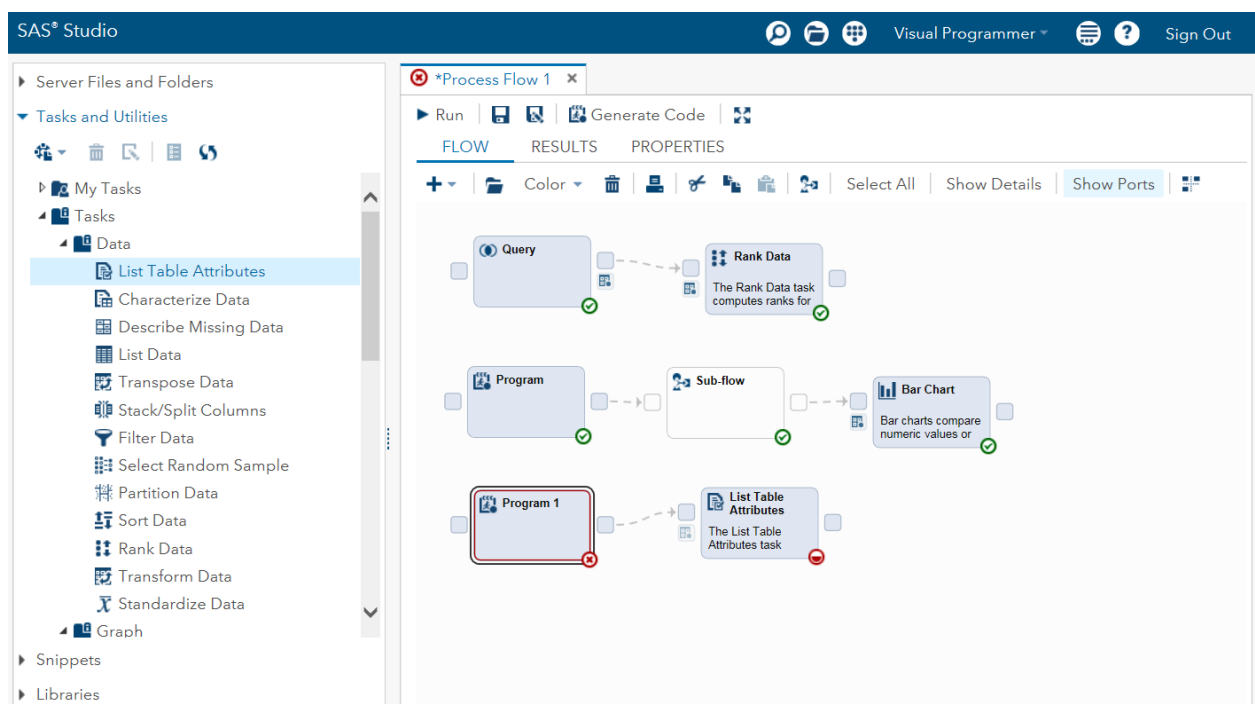 SAS® Studio
Visual Programmer
Sign Out
Server Files and Folders
Tasks and Utilities
My Tasks
Tasks
Data
List Table Attributes
Characterize Data
Describe Missing Data
List Data
Transpose Data
Stack/Split Columns
Filter Data
Select Random Sample
Partition Data
Sort Data
Rank Data
Transform Data
Standardize Data
Graph
Snippets
Libraries
*Process Flow 1
Run
Generate Code
FLOW RESULTS PROPERTIES
Color Select All Show Details Show Ports
Query
Rank Data
The Rank Data task
computes ranks for
Program
Sub-flow
Bar Chart
Bar charts compare
numeric values or
Program 1
List Table
Attributes
The List Table
Attributes task